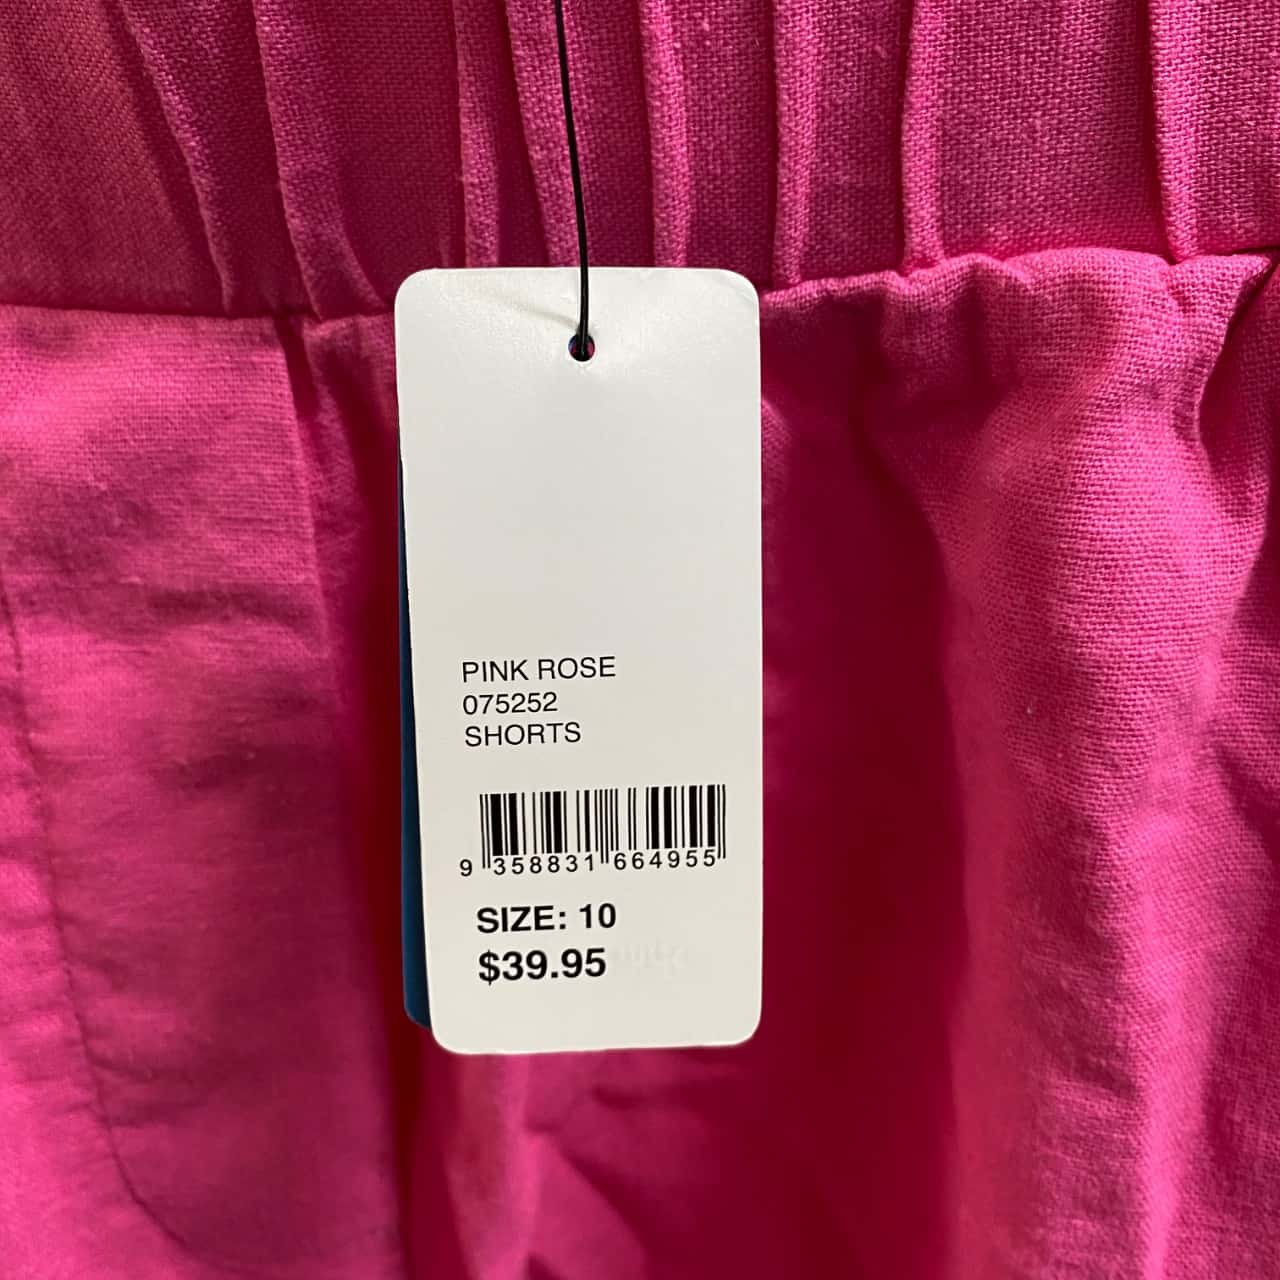 PINK ROSE
075252
SHORTS
9 358831 664955
SIZE: 10
$39.95